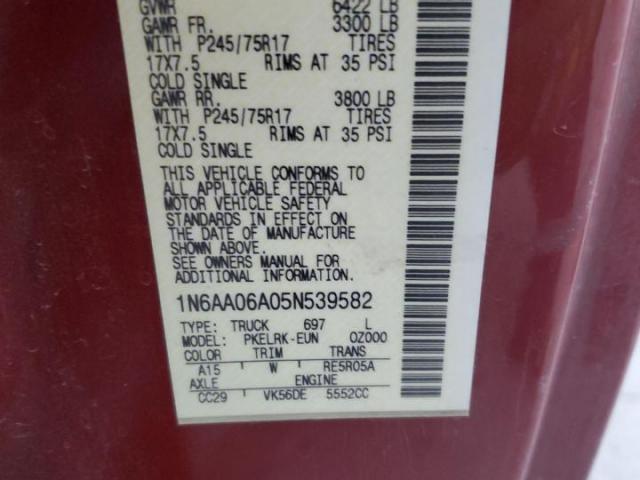 GVWR 6422 LB
GAWR FR. 3300 LB
WITH P245/75R17 TIRES
17X7.5 RIMS AT 35 PSI
COLD SINGLE
GAWR RR. 3800 LB
WITH P245/75R17 TIRES
17X7.5 RIMS AT 35 PSI
COLD SINGLE
THIS VEHICLE CONFORMS TO
ALL APPLICABLE FEDERAL
MOTOR VEHICLE SAFETY
STANDARDS IN EFFECT ON
THE DATE OF MANUFACTURE
SHOWN ABOVE.
SEE OWNERS MANUAL FOR
ADDITIONAL INFORMATION.
1N6AA06A05N539582
TYPE: TRUCK 697 L
MODEL: PKELRK-EUN OZ000
COLOR TRIM TRANS
A15 W RE5R05A
AXLE ENGINE
CC29 VK56DE 5552CC